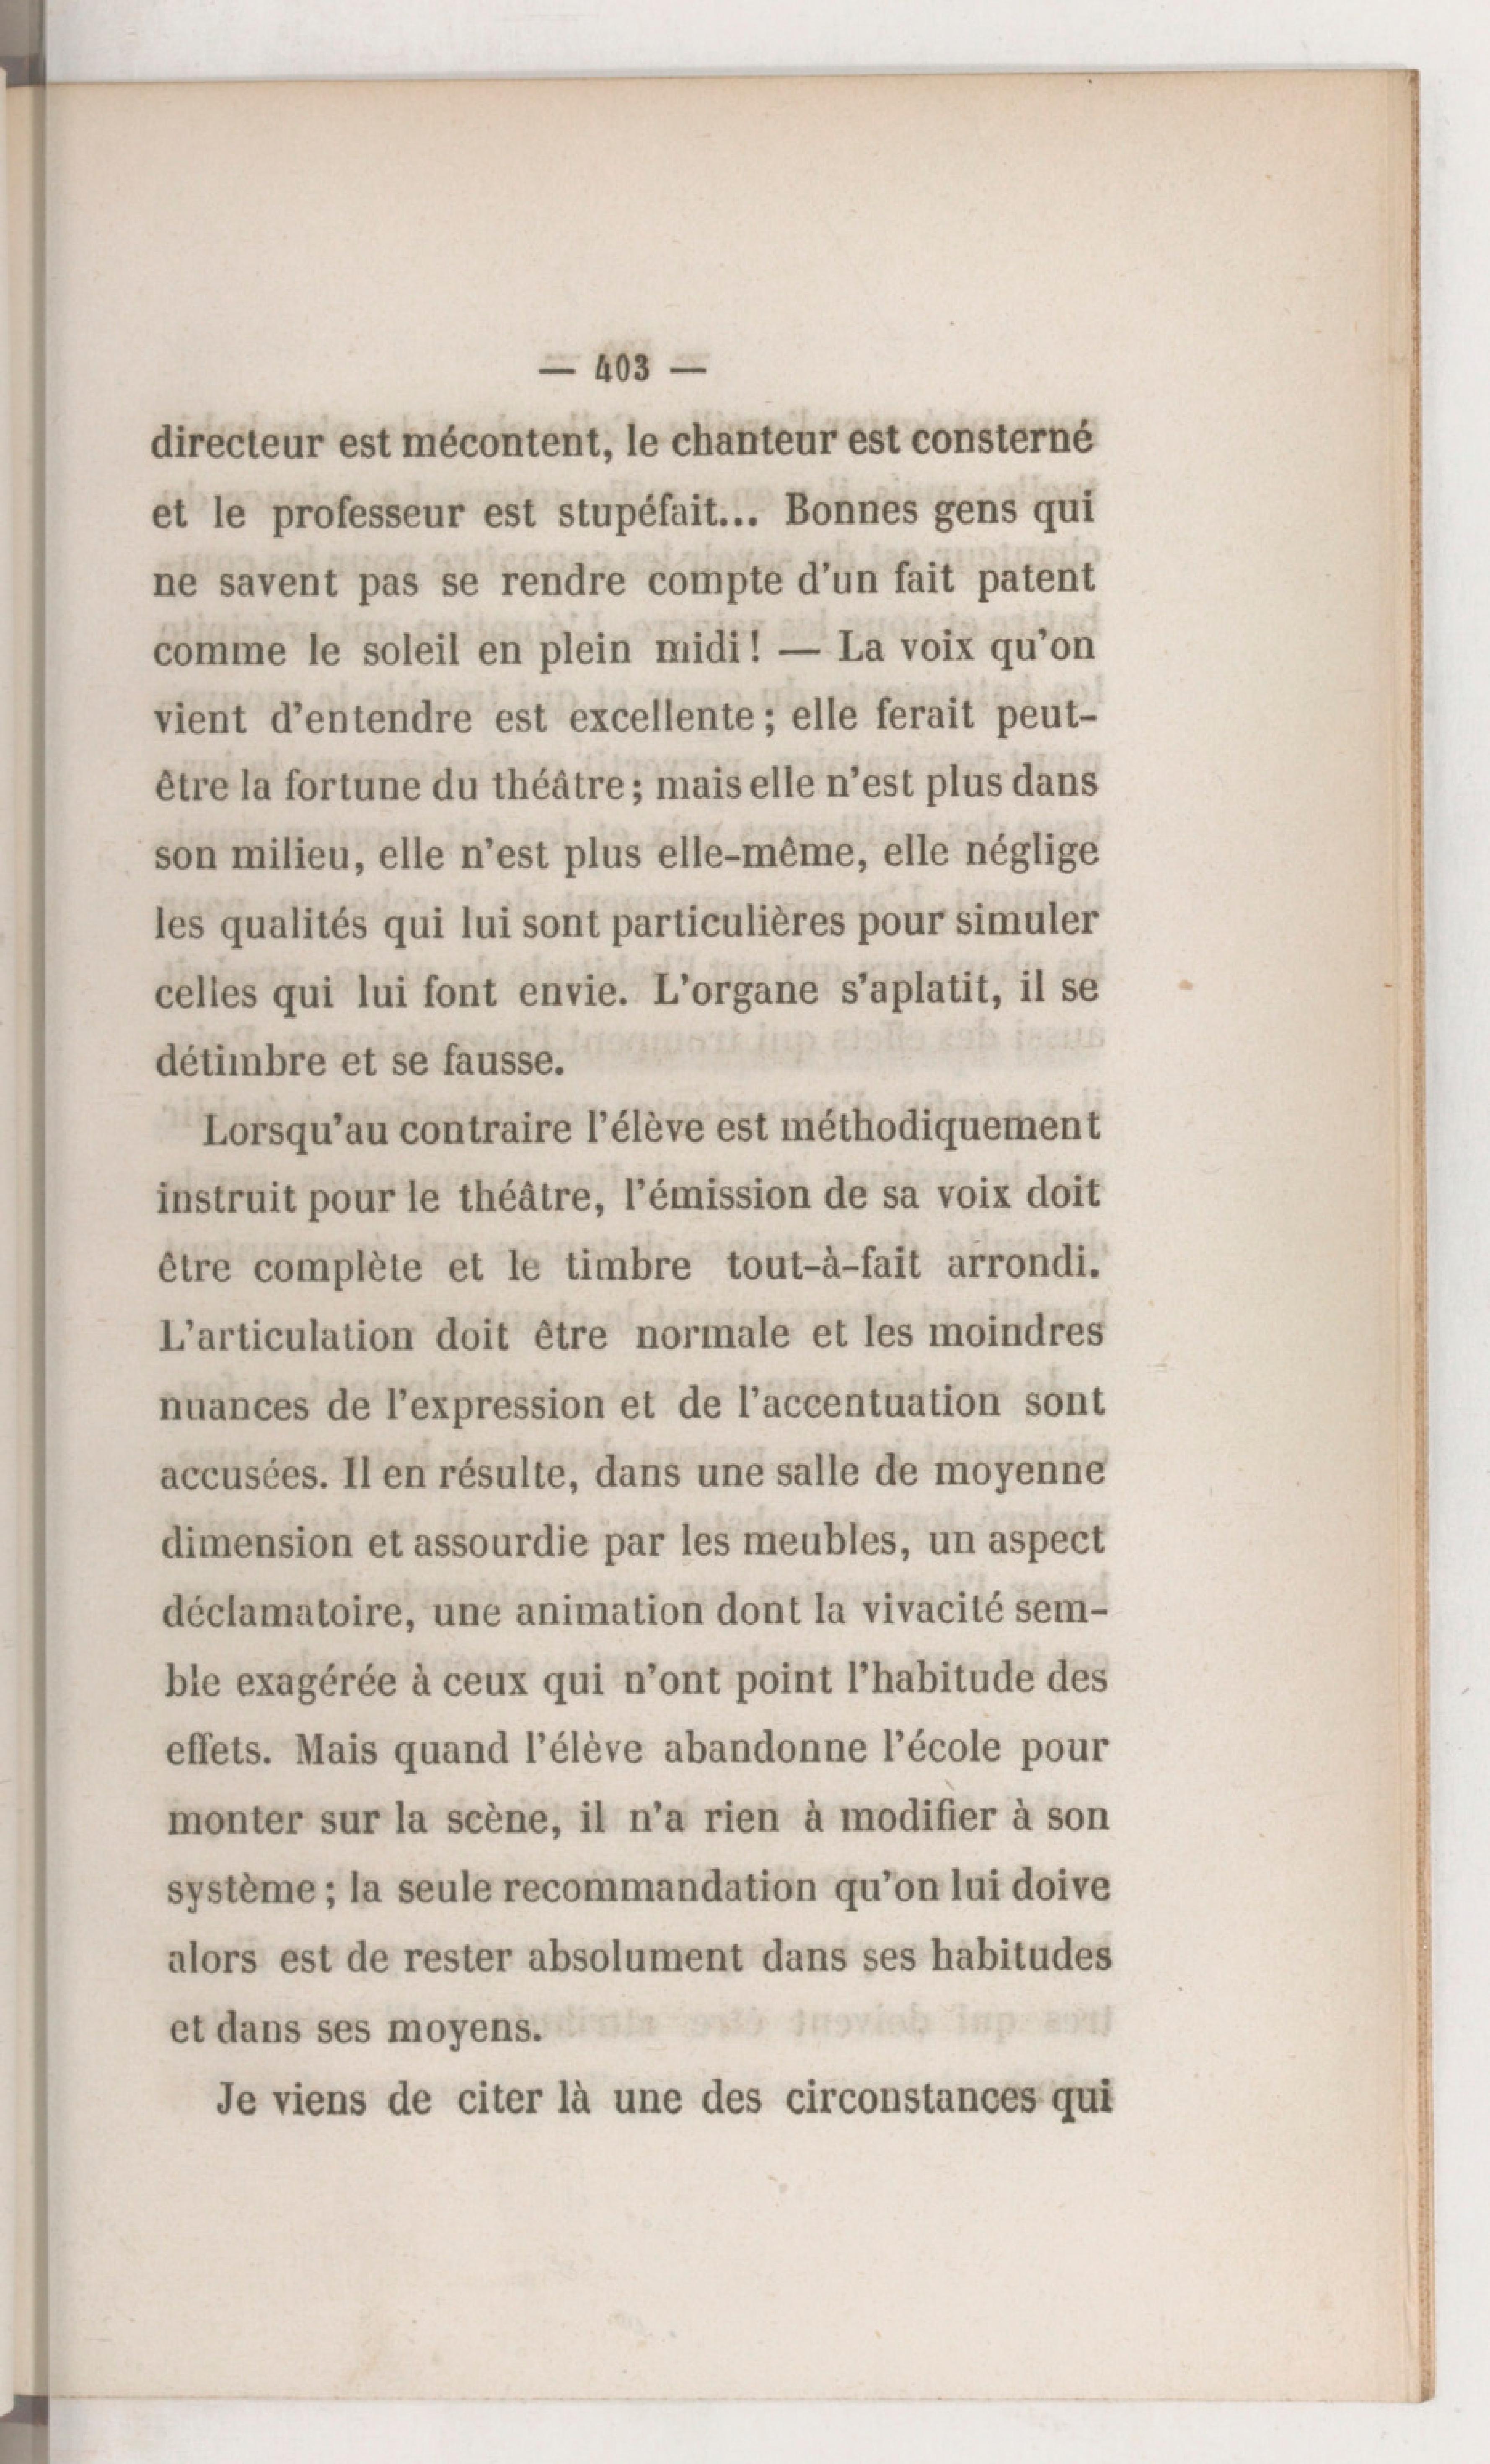 — 403 —
directeur est mécontent, le chanteur est consterné
et le professeur est stupéfait... Bonnes gens qui
ne savent pas se rendre compte d'un fait patent
comme le soleil en plein midi! — La voix qu'on
vient d'entendre est excellente; elle ferait peut-
être la fortune du théâtre; mais elle n'est plus dans
son milieu, elle n'est plus elle-même, elle néglige
les qualités qui lui sont particulières pour simuler
celles qui lui font envie. L'organe s'aplatit, il se
détimbre et se fausse.
Lorsqu'au contraire l'élève est méthodiquement
instruit pour le théâtre, l'émission de sa voix doit
être complète et le timbre tout-à-fait arrondi.
L'articulation doit être normale et les moindres
nuances de l'expression et de l'accentuation sont
accusées. Il en résulte, dans une salle de moyenne
dimension et assourdie par les meubles, un aspect
déclamatoire, une animation dont la vivacité sem-
ble exagérée à ceux qui n'ont point l'habitude des
effets. Mais quand l'élève abandonne l'école pour
monter sur la scène, il n'a rien à modifier à son
système; la seule recommandation qu'on lui doive
alors est de rester absolument dans ses habitudes
et dans ses moyens.
Je viens de citer là une des circonstances qui